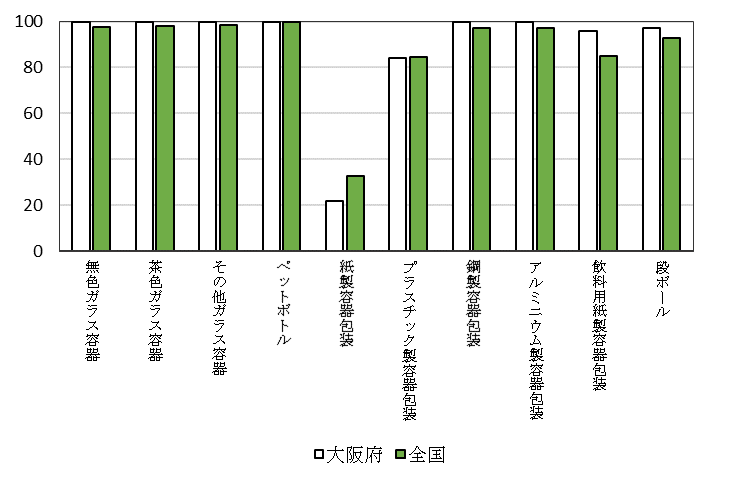 100
80
60
40
20
0
無色ガラス容器
茶色ガラス容器
その他ガラス容器
ペットボトル
紙製容器包装
プラスチック製容器包装
鋼製容器包装
アルミニウム製容器包装
飲料用紙製容器包装
段ボール
大阪府 全国